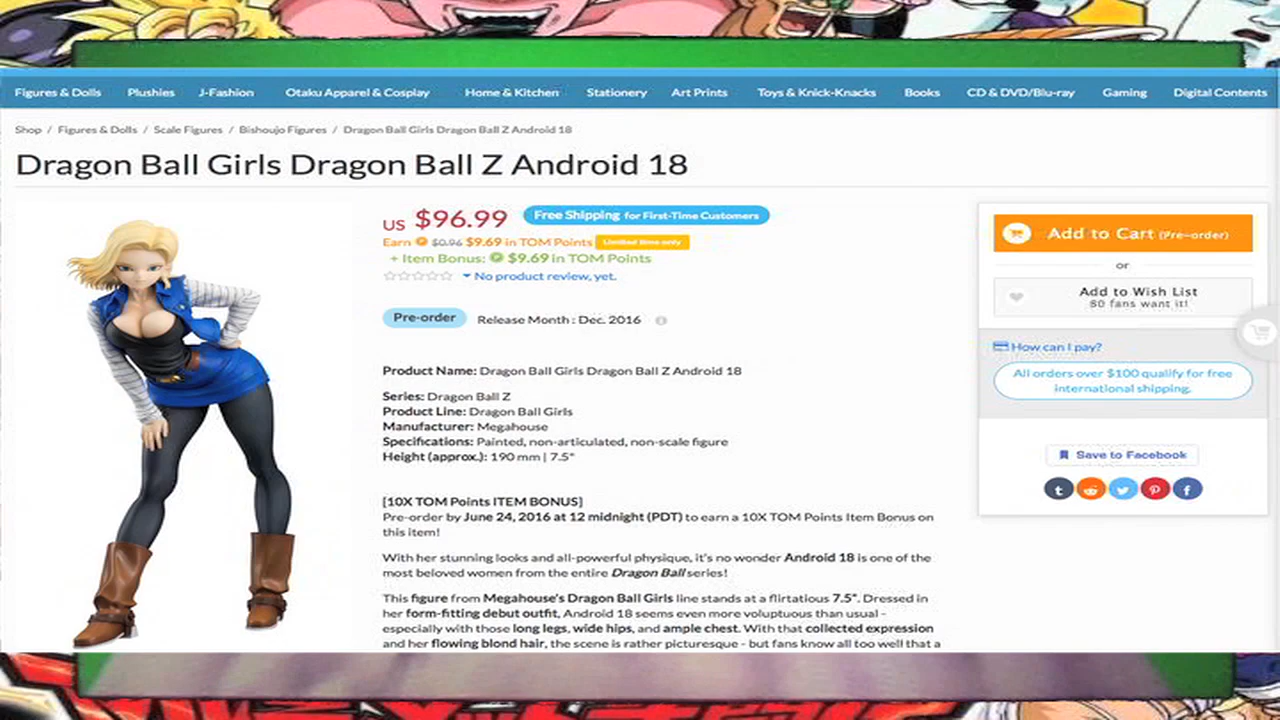 Figures & Dolls Plushies J-Fashion Otaku Apparel & Cosplay Home & Kitchen Stationery Art Prints Toys & Knick-Knacks Books CD & DVD/Blu-ray Gaming Digital Contents
Shop / Figures & Dolls / Scale Figures / Bishoujo Figures / Dragon Ball Girls Dragon Ball Z Android 18
Dragon Ball Girls Dragon Ball Z Android 18
US $96.99 Free Shipping for First-Time Customers
Earn $0.96 $9.69 in TOM Points Limited time only
+ Item Bonus: $9.69 in TOM Points
No product review, yet.
Pre-order Release Month : Dec. 2016
Product Name: Dragon Ball Girls Dragon Ball Z Android 18
Series: Dragon Ball Z
Product Line: Dragon Ball Girls
Manufacturer: Megahouse
Specifications: Painted, non-articulated, non-scale figure
Height (approx.): 190 mm | 7.5"
[10X TOM Points ITEM BONUS]
Pre-order by June 24, 2016 at 12 midnight (PDT) to earn a 10X TOM Points Item Bonus on
this item!
With her stunning looks and all-powerful physique, it's no wonder Android 18 is one of the
most beloved women from the entire Dragon Ball series!
This figure from Megahouse's Dragon Ball Girls line stands at a flirtatious 7.5". Dressed in
her form-fitting debut outfit, Android 18 seems even more voluptuous than usual -
especially with those long legs, wide hips, and ample chest. With that collected expression
and her flowing blond hair, the scene is rather picturesque - but fans know all too well that a
Add to Cart (Pre-order)
or
Add to Wish List
80 fans want it!
How can I pay?
All orders over $100 qualify for free
international shipping.
Save to Facebook